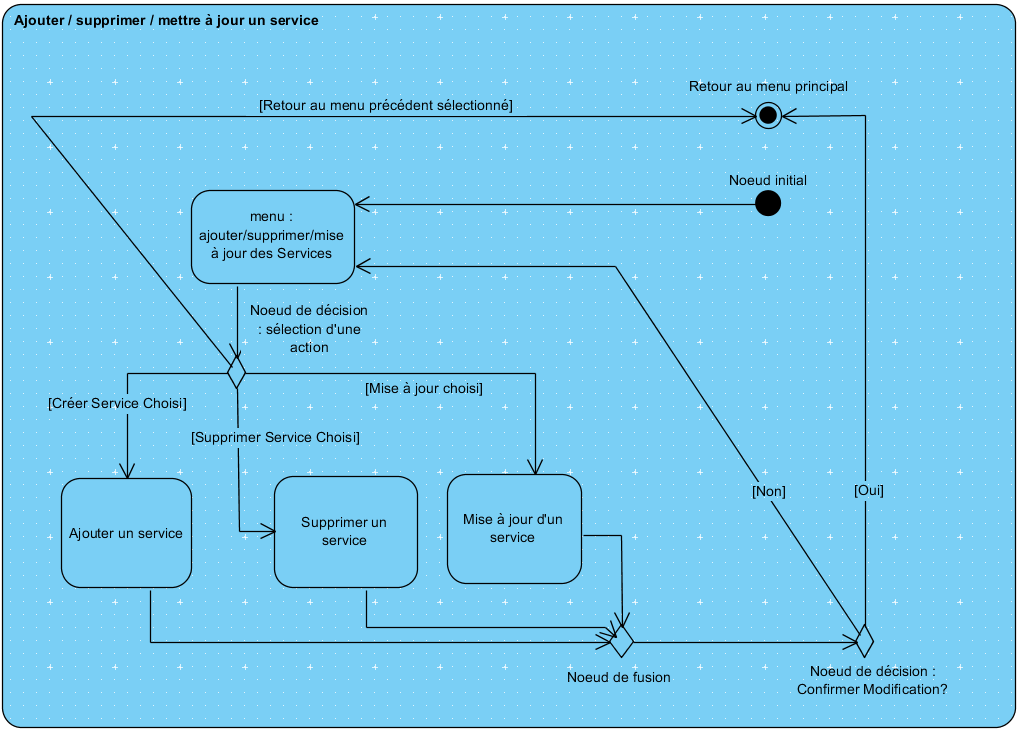 Ajouter / supprimer / mettre à jour un service
Retour au menu principal
[Retour au menu précédent sélectionné]
Noeud initial
menu :
ajouter/supprimer/mise
à jour des Services
Noeud de décision
: sélection d'une
action
[Mise à jour choisi]
[Créer Service Choisi]
[Supprimer Service Choisi]
[Non]
[Oui]
Ajouter un service
Supprimer un
service
Mise à jour d'un
service
Noeud de fusion
Noeud de décision :
Confirmer Modification?